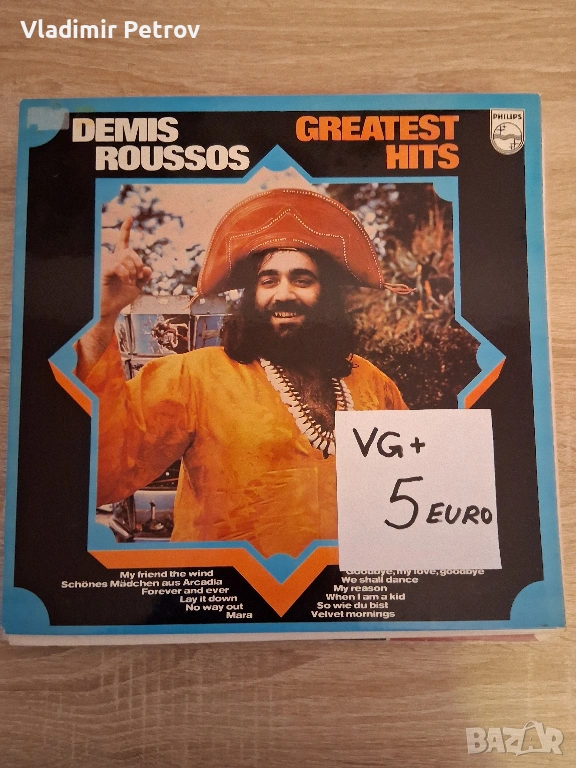 Vladimir Petrov
DEMIS
ROUSSOS
GREATEST
HITS
PHILIPS
VG+
5 EURO
My friend the wind
Schönes Mädchen aus Arcadia
Forever and ever
Lay it down
No way out
Mara
Goodbye, my love, goodbye
We shall dance
My reason
When I am a kid
So wie du bist
Velvet mornings
BAZAR